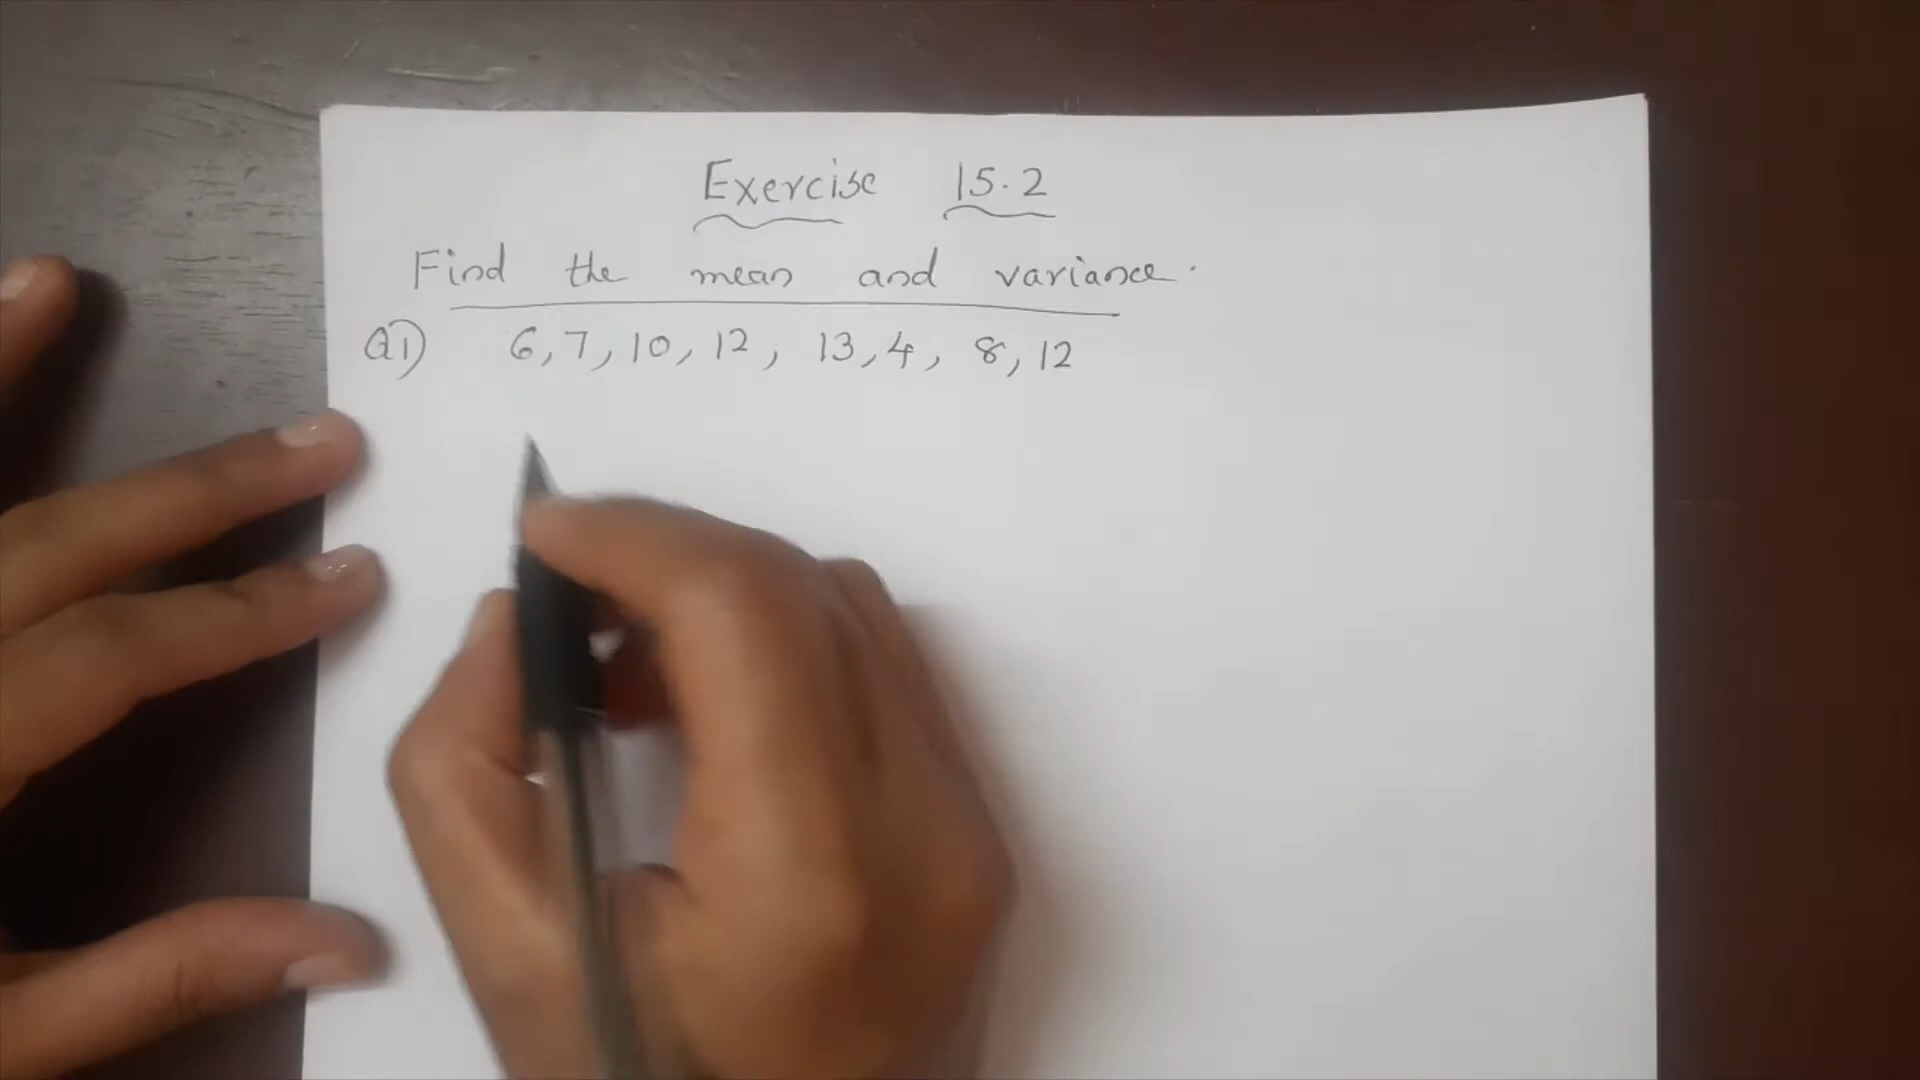 Exercise 15.2
Find the mean and variance.
Q1) 6, 7, 10, 12, 13, 4, 8, 12